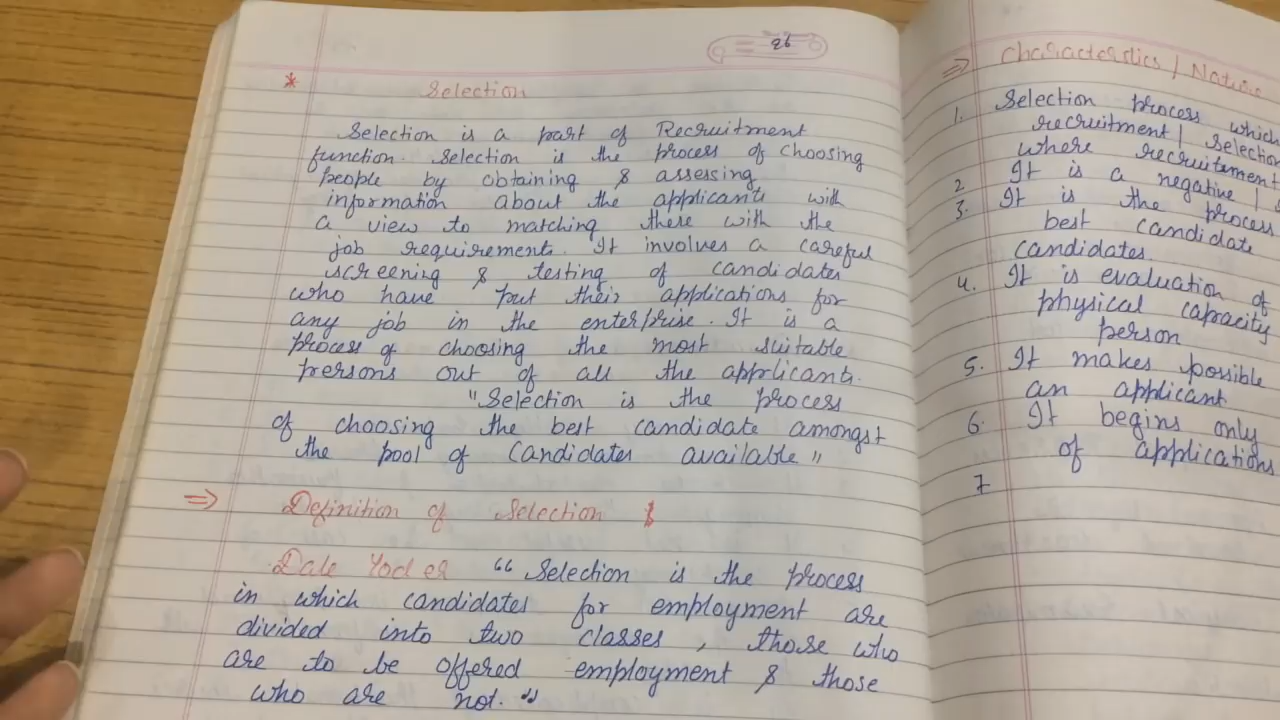 26
* Selection
Selection is a part of Recruitment
function. Selection is the process of choosing
people by obtaining & assessing
information about the applicants with
a view to matching these with the
job requirements. It involves a careful
screening & testing of candidates
who have put their applications for
any job in the enterprise. It is a
process of choosing the most suitable
persons out of all the applicants.
"Selection is the process
of choosing the best candidate amongst
the pool of Candidates available"
⇒ Definition of Selection
Dale Yoder "Selection is the process
in which candidates for employment are
divided into two classes, those who
are to be offered employment & those
who are not."
⇒ Characteristics / Nature
1. Selection process which
recruitment / selection
where recruitement
2 It is a negative /
3. It is the process
best candidate
candidates.
4. It is evaluation of
physical capacity
person
5. It makes possible
an applicant
6. It begins only
of applications
7